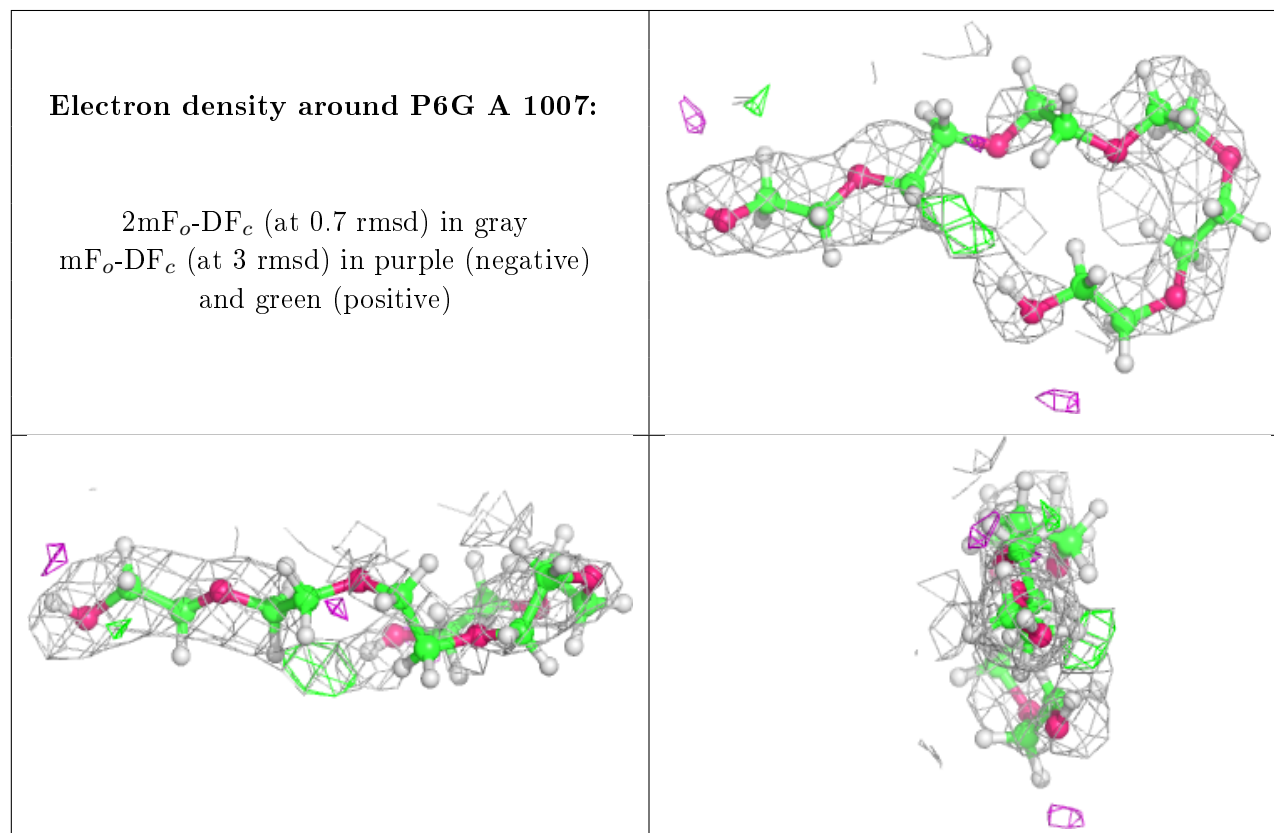 Electron density around P6G A 1007:
2mFₒ-DF𝒸 (at 0.7 rmsd) in gray
mFₒ-DF𝒸 (at 3 rmsd) in purple (negative)
and green (positive)